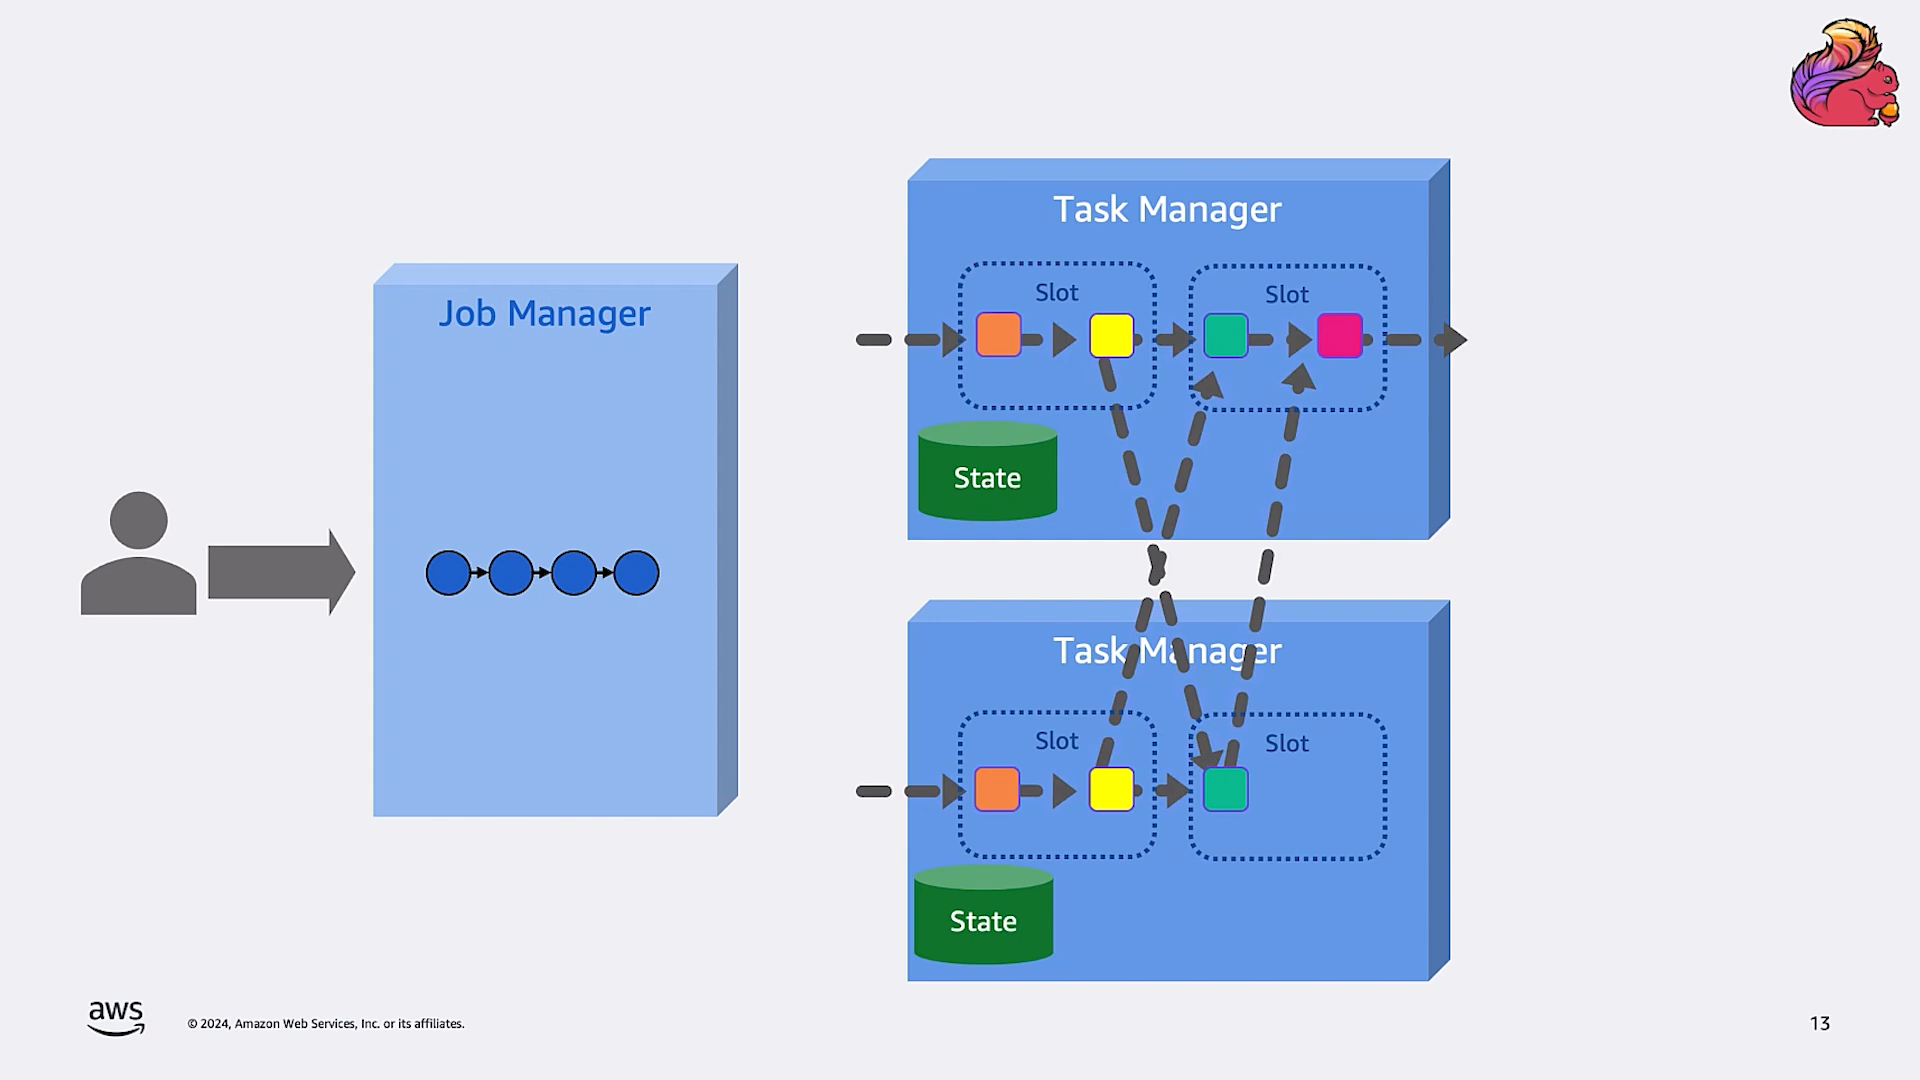 Job Manager
Task Manager
Slot
Slot
State
Task Manager
Slot
Slot
State
aws
© 2024, Amazon Web Services, Inc. or its affiliates.
13